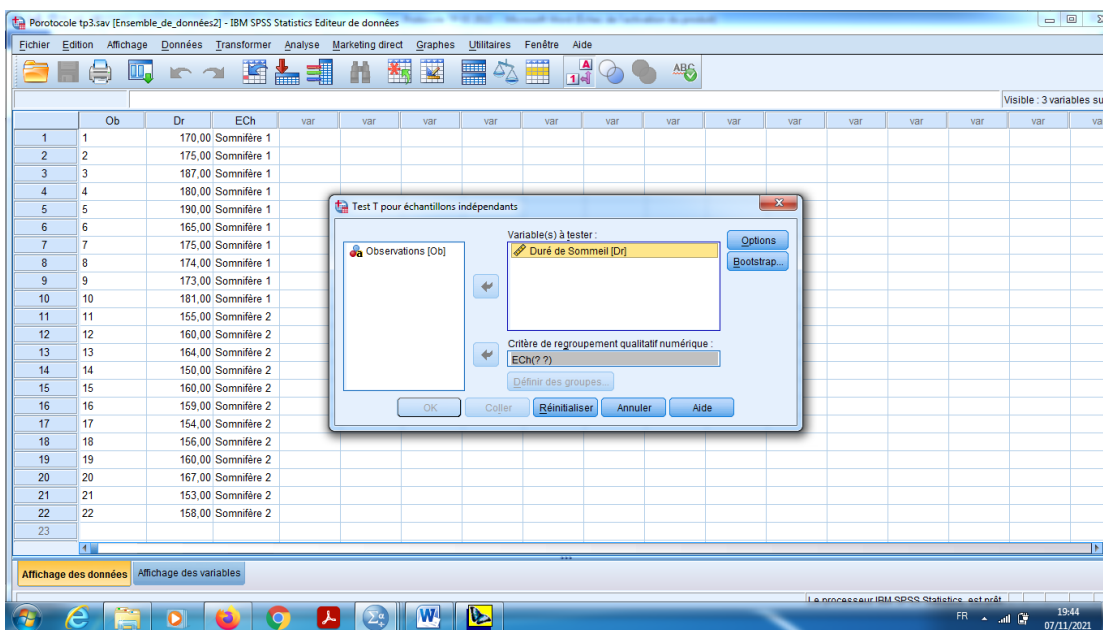 Porotocole tp3.sav [Ensemble_de_données2] - IBM SPSS Statistics Editeur de données
Fichier Edition Affichage Données Transformer Analyse Marketing direct Graphes Utilitaires Fenêtre Aide
Visible : 3 variables su
Ob Dr ECh var var var var var var var var var var var va
1 1 170,00 Somnifère 1
2 2 175,00 Somnifère 1
3 3 187,00 Somnifère 1
4 4 180,00 Somnifère 1
5 5 190,00 Somnifère 1
6 6 165,00 Somnifère 1
7 7 175,00 Somnifère 1
8 8 174,00 Somnifère 1
9 9 173,00 Somnifère 1
10 10 181,00 Somnifère 1
11 11 155,00 Somnifère 2
12 12 160,00 Somnifère 2
13 13 164,00 Somnifère 2
14 14 150,00 Somnifère 2
15 15 160,00 Somnifère 2
16 16 159,00 Somnifère 2
17 17 154,00 Somnifère 2
18 18 156,00 Somnifère 2
19 19 160,00 Somnifère 2
20 20 167,00 Somnifère 2
21 21 153,00 Somnifère 2
22 22 158,00 Somnifère 2
23
Test T pour échantillons indépendants
Variable(s) à tester :
Observations [Ob]
Duré de Sommeil [Dr]
Options
Bootstrap...
Critère de regroupement qualitatif numérique :
ECh(? ?)
Définir des groupes...
OK Coller Réinitialiser Annuler Aide
Affichage des données Affichage des variables
Le processeur IBM SPSS Statistics est prêt
FR 19:44
07/11/2021